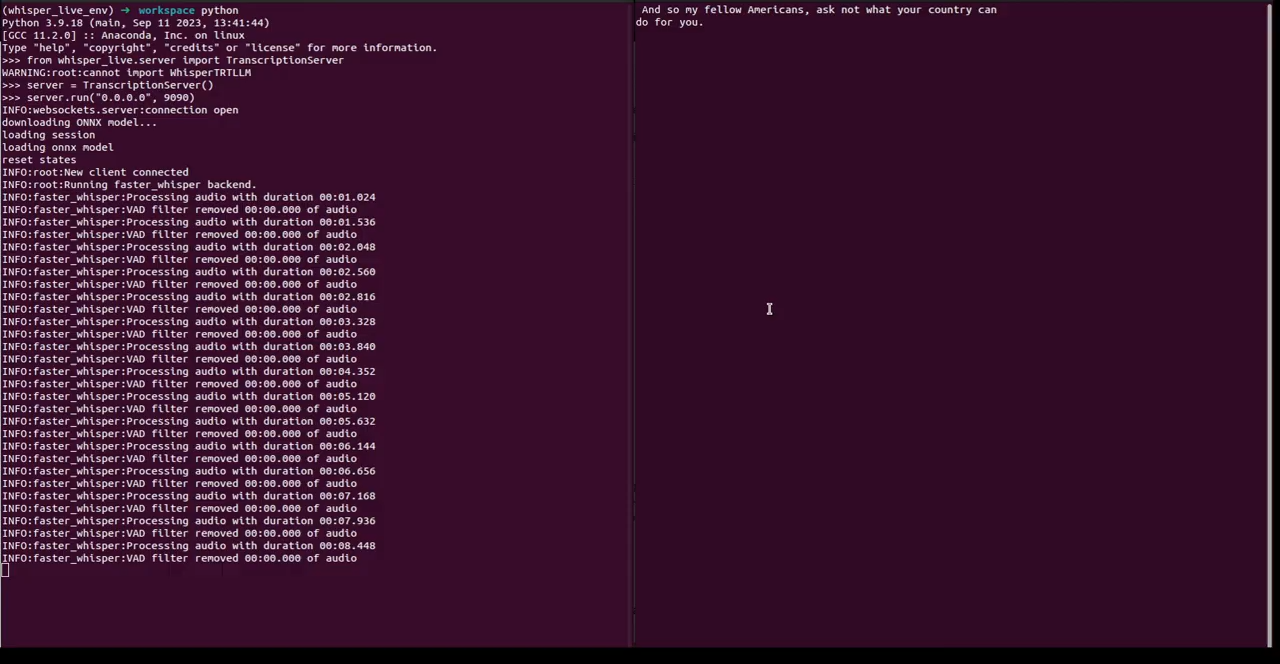 (whisper_live_env) → workspace python
Python 3.9.18 (main, Sep 11 2023, 13:41:44)
[GCC 11.2.0] :: Anaconda, Inc. on linux
Type "help", "copyright", "credits" or "license" for more information.
>>> from whisper_live.server import TranscriptionServer
WARNING:root:cannot import WhisperTRTLLM
>>> server = TranscriptionServer()
>>> server.run("0.0.0.0", 9090)
INFO:websockets.server:connection open
downloading ONNX model...
loading session
loading onnx model
reset states
INFO:root:New client connected
INFO:root:Running faster_whisper backend.
INFO:faster_whisper:Processing audio with duration 00:01.024
INFO:faster_whisper:VAD filter removed 00:00.000 of audio
INFO:faster_whisper:Processing audio with duration 00:01.536
INFO:faster_whisper:VAD filter removed 00:00.000 of audio
INFO:faster_whisper:Processing audio with duration 00:02.048
INFO:faster_whisper:VAD filter removed 00:00.000 of audio
INFO:faster_whisper:Processing audio with duration 00:02.560
INFO:faster_whisper:VAD filter removed 00:00.000 of audio
INFO:faster_whisper:Processing audio with duration 00:02.816
INFO:faster_whisper:VAD filter removed 00:00.000 of audio
INFO:faster_whisper:Processing audio with duration 00:03.328
INFO:faster_whisper:VAD filter removed 00:00.000 of audio
INFO:faster_whisper:Processing audio with duration 00:03.840
INFO:faster_whisper:VAD filter removed 00:00.000 of audio
INFO:faster_whisper:Processing audio with duration 00:04.352
INFO:faster_whisper:VAD filter removed 00:00.000 of audio
INFO:faster_whisper:Processing audio with duration 00:05.120
INFO:faster_whisper:VAD filter removed 00:00.000 of audio
INFO:faster_whisper:Processing audio with duration 00:05.632
INFO:faster_whisper:VAD filter removed 00:00.000 of audio
INFO:faster_whisper:Processing audio with duration 00:06.144
INFO:faster_whisper:VAD filter removed 00:00.000 of audio
INFO:faster_whisper:Processing audio with duration 00:06.656
INFO:faster_whisper:VAD filter removed 00:00.000 of audio
INFO:faster_whisper:Processing audio with duration 00:07.168
INFO:faster_whisper:VAD filter removed 00:00.000 of audio
INFO:faster_whisper:Processing audio with duration 00:07.936
INFO:faster_whisper:VAD filter removed 00:00.000 of audio
INFO:faster_whisper:Processing audio with duration 00:08.448
INFO:faster_whisper:VAD filter removed 00:00.000 of audio
And so my fellow Americans, ask not what your country can
do for you.